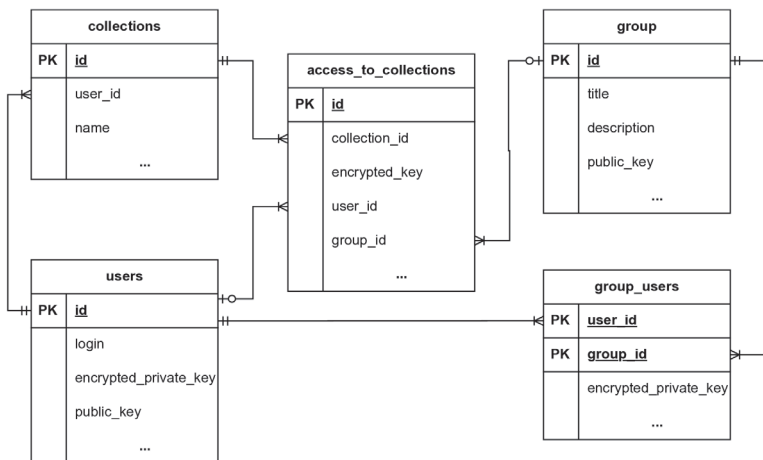 collections
PK id
user_id
name
...
access_to_collections
PK id
collection_id
encrypted_key
user_id
group_id
...
group
PK id
title
description
public_key
...
users
PK id
login
encrypted_private_key
public_key
...
group_users
PK user_id
PK group_id
encrypted_private_key
...